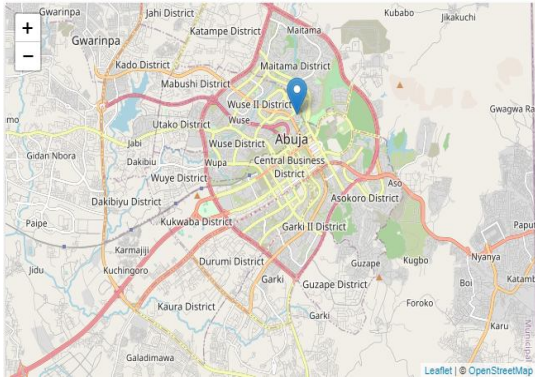 Gwarinpa
Jahi District
Maitama
Kubabo
Jikakuchi
+
−
Gwarinpa
Katampe District
Kado District
Maitama District
Mabushi District
Wuse II District
Gwagwa Ra
mo
Utako District
Wuse
Abuja
Gidan Nbora
Jabi
Dakibiu
Wuse District
Wupa
Central Business
District
Wuye District
Aso
Dakibiyu District
Asokoro District
Paipe
Kukwaba District
Garki II District
Paput
Karmajiji
Nyanya
Jidu
Kuchingoro
Durumi District
Guzape
Kugbo
Garki
Guzape District
Boi
Katamb
Kaura District
Foroko
Garki
Karu
Galadimawa
Municipal
Leaflet | © OpenStreetMap